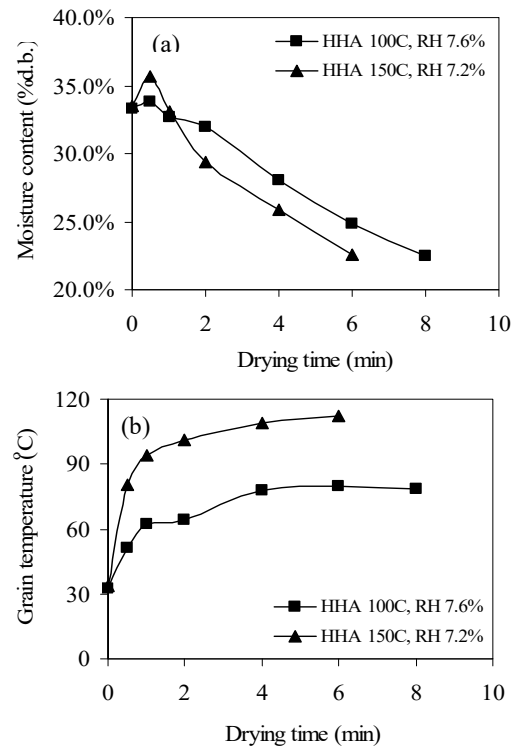 40.0%
(a)
HHA 100C, RH 7.6%
HHA 150C, RH 7.2%
35.0%
30.0%
25.0%
20.0%
Moisture content (%d.b.)
0 2 4 6 8 10
Drying time (min)
120
(b)
90
60
30
0
Grain temperature (°C)
HHA 100C, RH 7.6%
HHA 150C, RH 7.2%
0 2 4 6 8 10
Drying time (min)